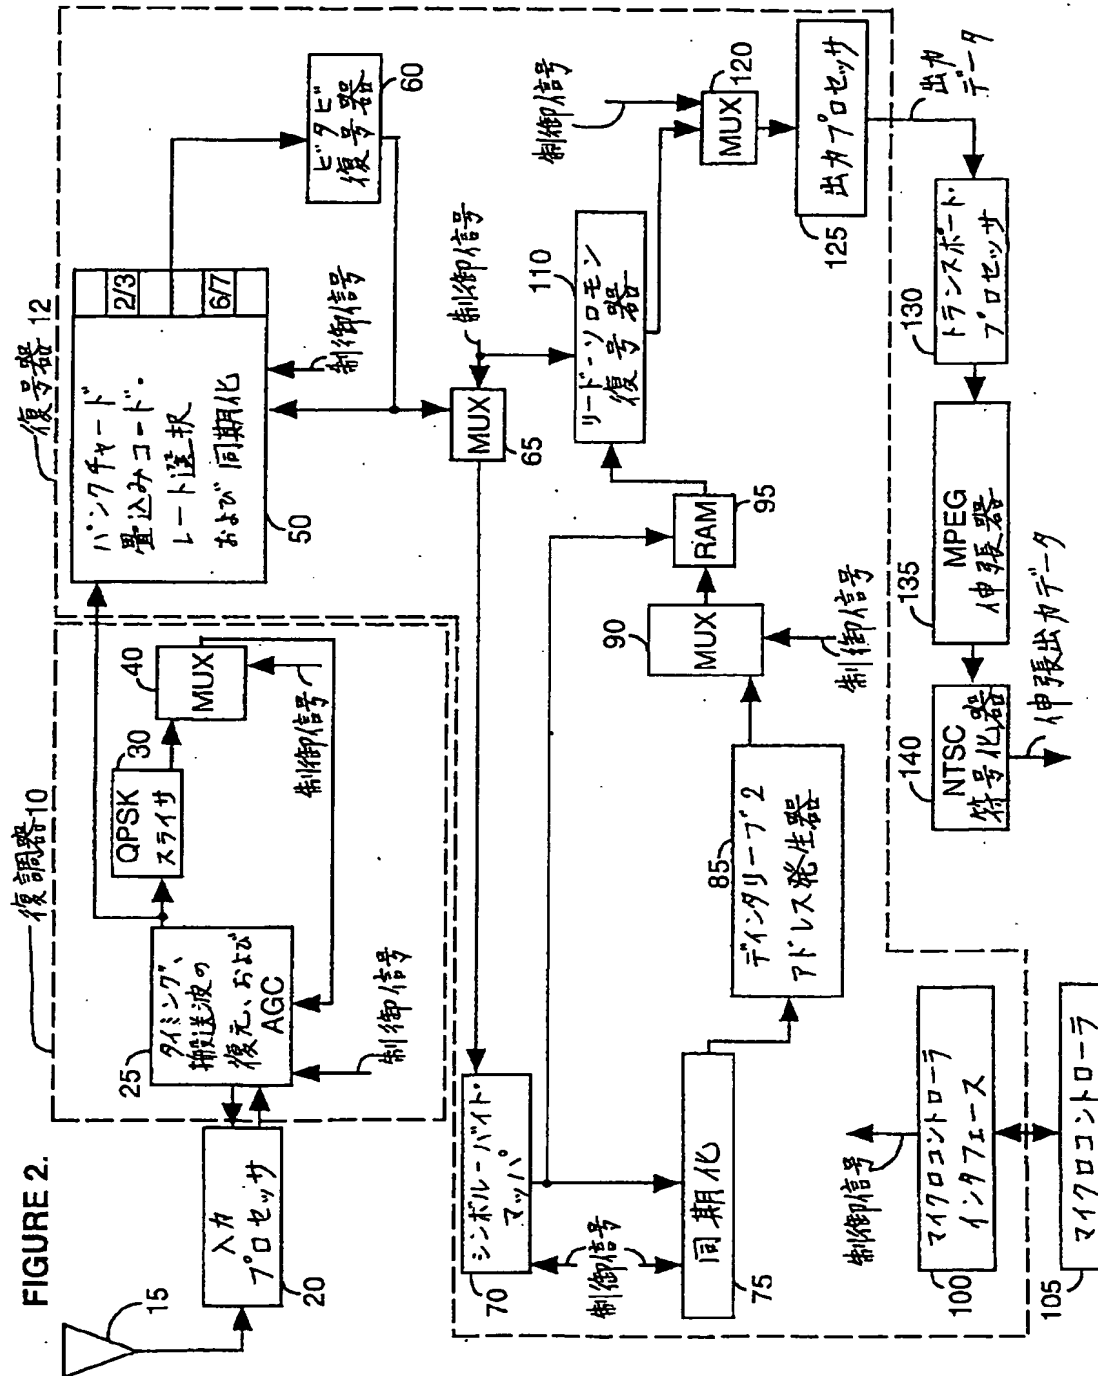 FIGURE 2.
15
入力
プロセッサ
20
復調器10
25
タイミング、
搬送波の
復元、および
AGC
制御信号
QPSK
スライサ
30
40
MUX
制御信号
復号器12
パンクチャード
畳込みコード・
レート選択
および同期化
50
2/3
6/7
制御信号
ビタビ
復号器
60
制御信号
MUX
65
シンボルーバイト・
マッパ
70
制御信号
同期化
75
85
デインタリーブ2
アドレス発生器
90
MUX
制御信号
RAM
95
110
リードーソロモン
復号器
制御信号
MUX
120
出力プロセッサ
125
出力
データ
トランスポート・
プロセッサ
130
MPEG
伸張器
135
NTSC
符号化器
140
伸張出力データ
制御信号
マイクロコントローラ
インタフェース
100
マイクロコントローラ
105